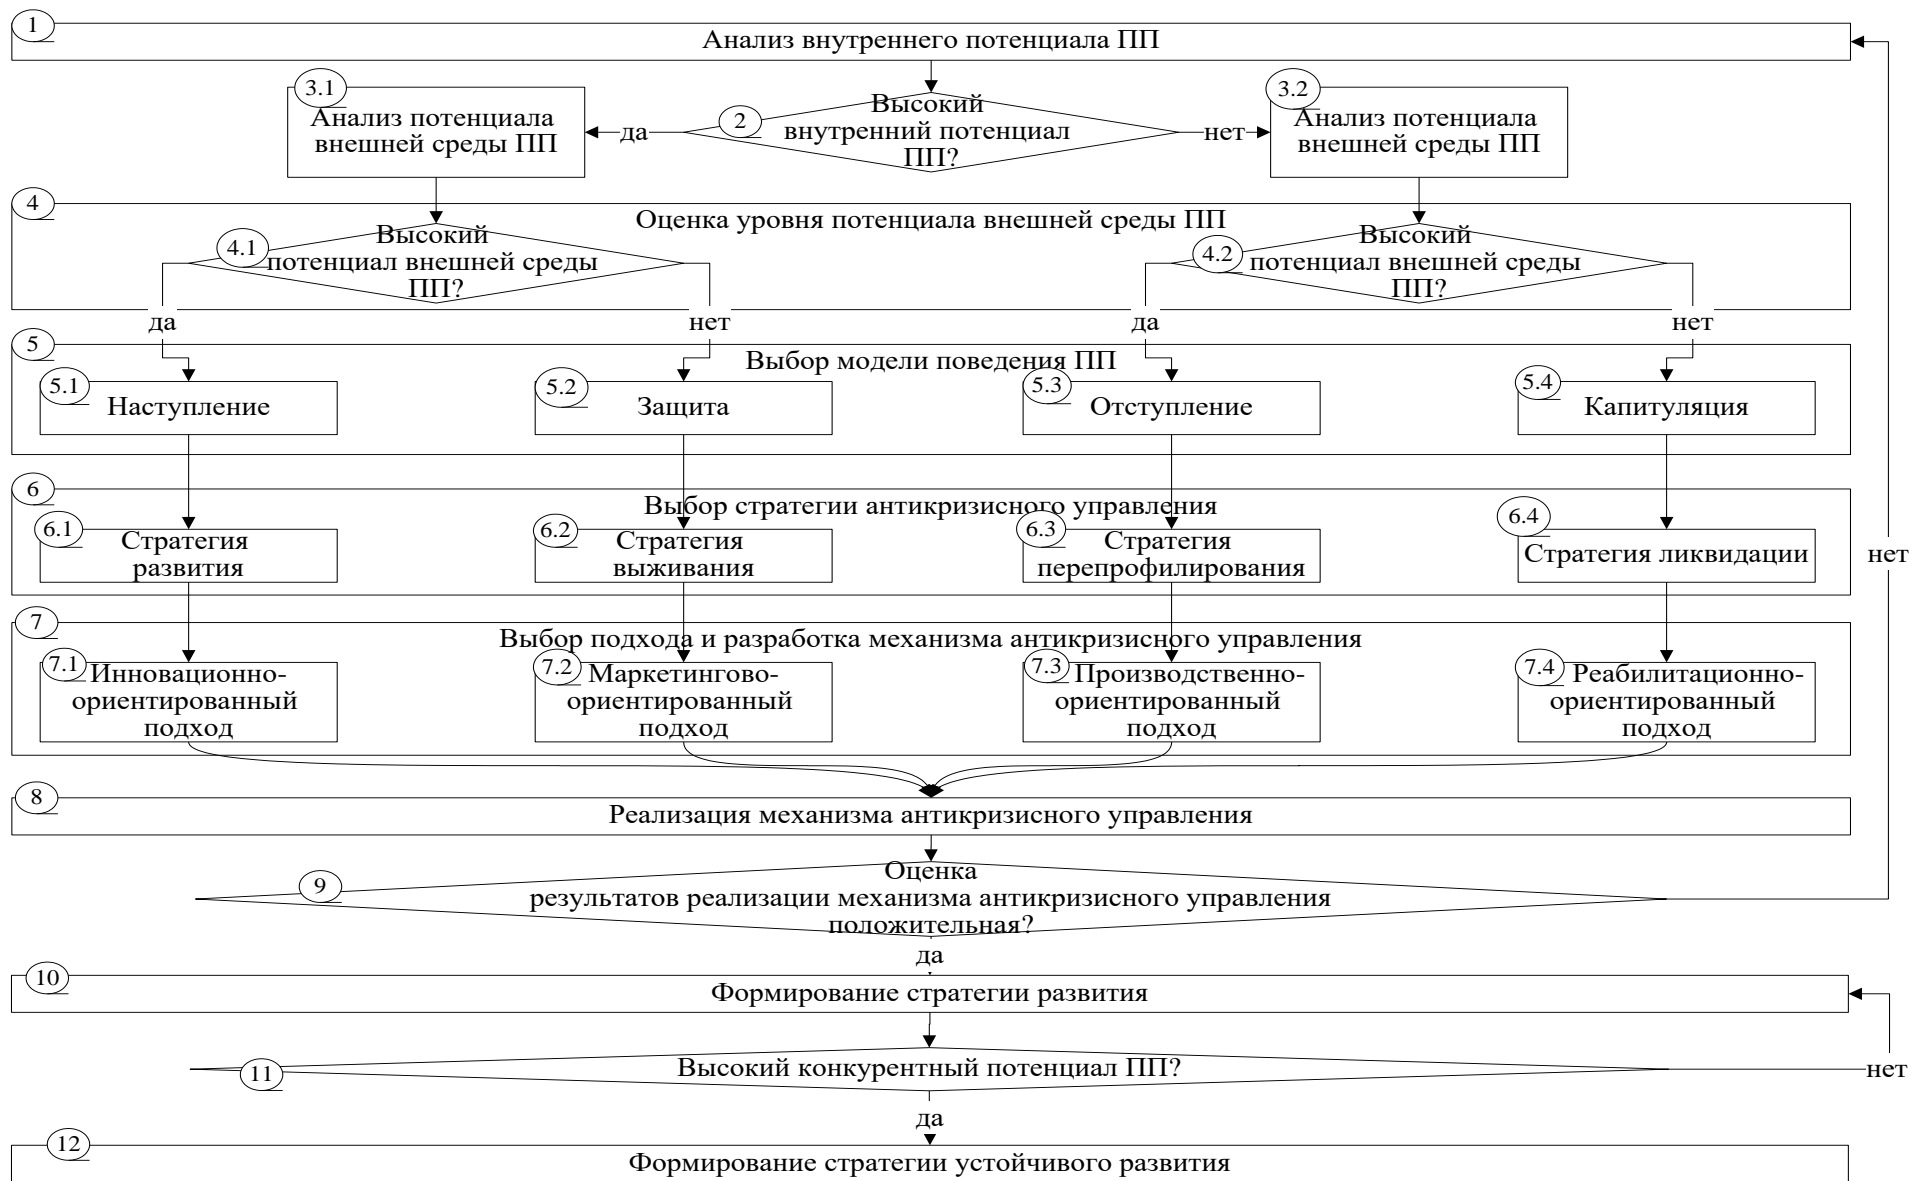 1
Анализ внутреннего потенциала ПП
3.1
Анализ потенциала
внешней среды ПП
да
2
Высокий
внутренний потенциал
ПП?
нет
3.2
Анализ потенциала
внешней среды ПП
4
Оценка уровня потенциала внешней среды ПП
4.1
Высокий
потенциал внешней среды
ПП?
4.2
Высокий
потенциал внешней среды
ПП?
да
нет
да
нет
5
Выбор модели поведения ПП
5.1
Наступление
5.2
Защита
5.3
Отступление
5.4
Капитуляция
6
Выбор стратегии антикризисного управления
6.1
Стратегия
развития
6.2
Стратегия
выживания
6.3
Стратегия
перепрофилирования
6.4
Стратегия ликвидации
нет
7
Выбор подхода и разработка механизма антикризисного управления
7.1
Инновационно-
ориентированный
подход
7.2
Маркетингово-
ориентированный
подход
7.3
Производственно-
ориентированный
подход
7.4
Реабилитационно-
ориентированный
подход
8
Реализация механизма антикризисного управления
9
Оценка
результатов реализации механизма антикризисного управления
положительная?
да
10
Формирование стратегии развития
11
Высокий конкурентный потенциал ПП?
нет
да
12
Формирование стратегии устойчивого развития